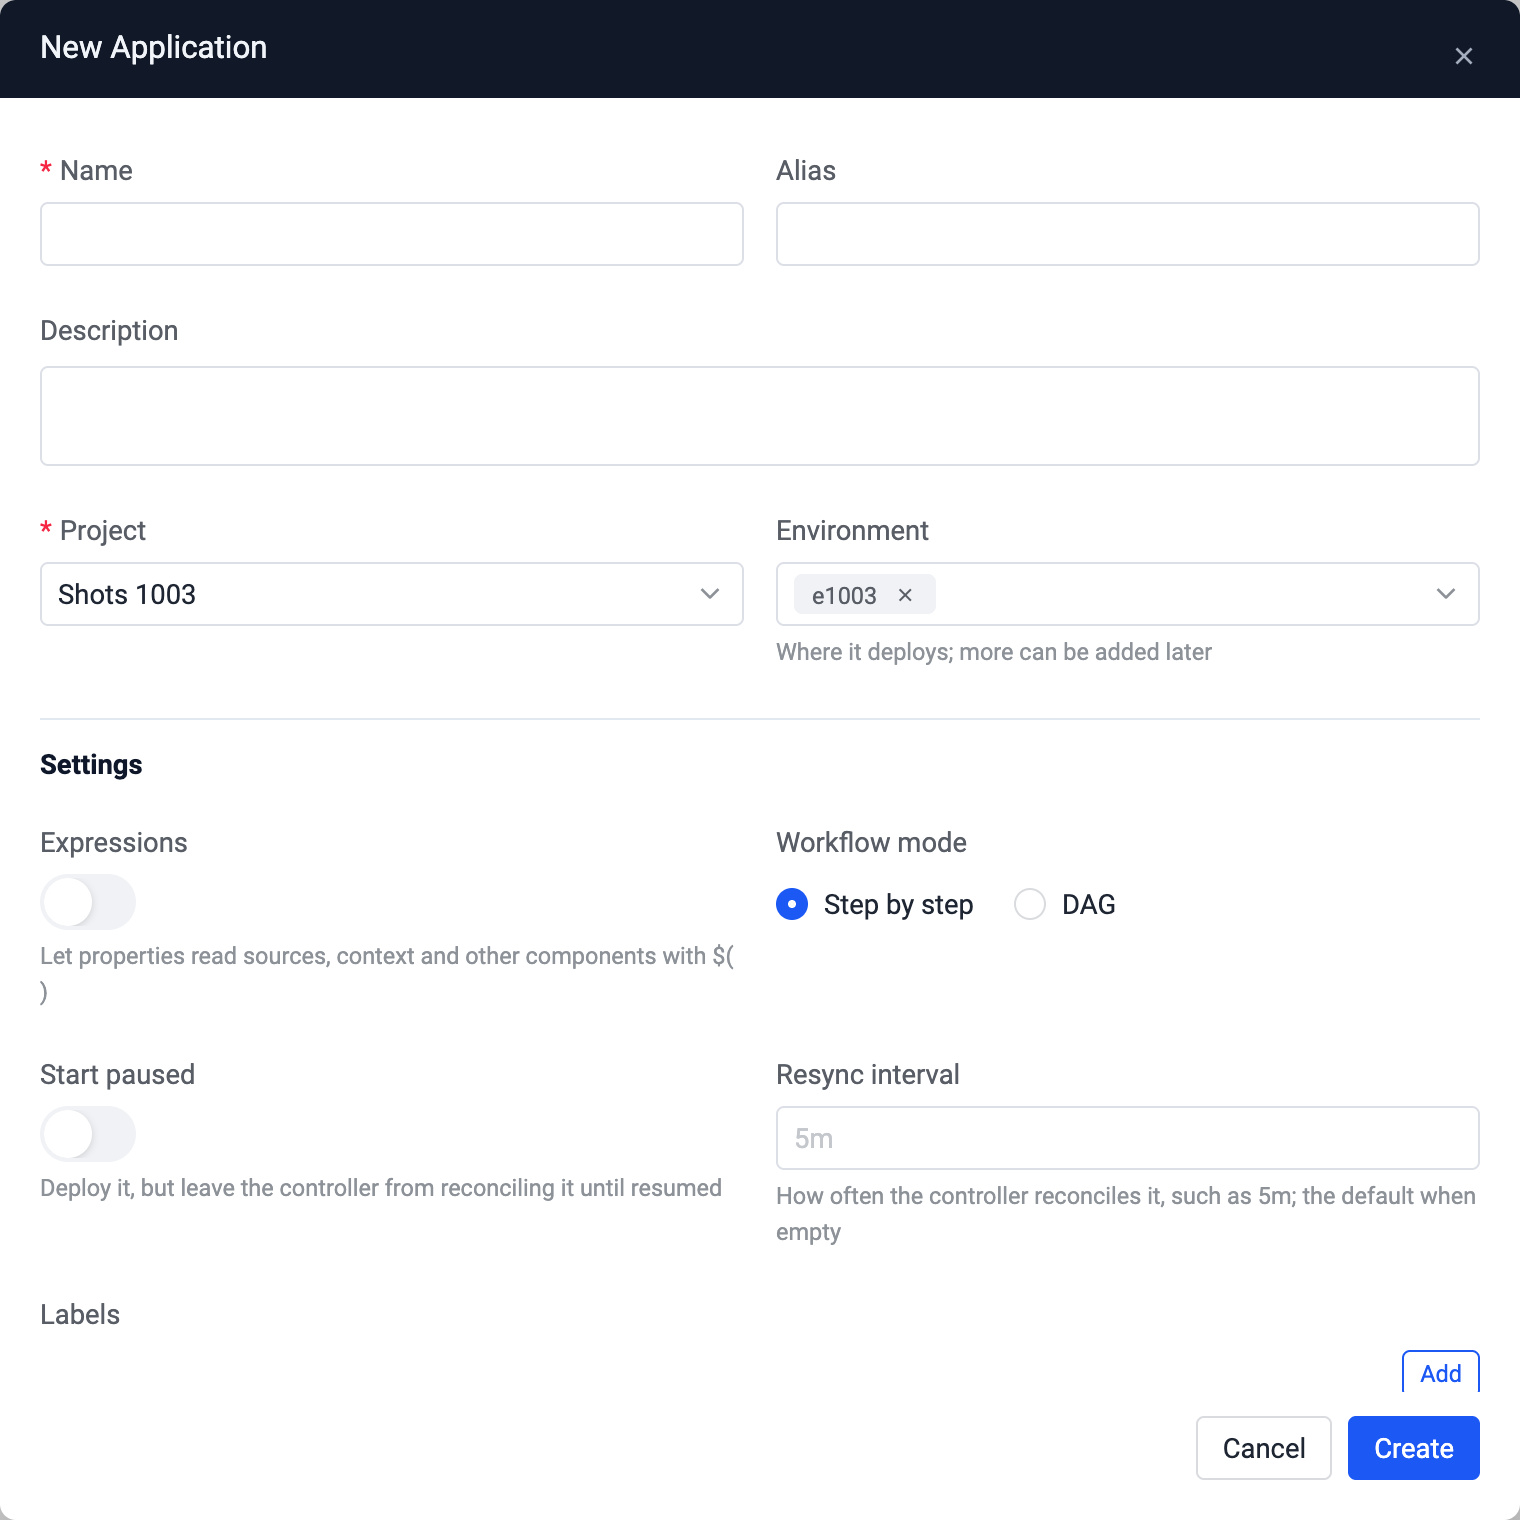 New Application
* Name
Alias
Description
* Project
Environment
Shots 1003
e1003
Where it deploys; more can be added later
Settings
Expressions
Workflow mode
Step by step
DAG
Let properties read sources, context and other components with $(
)
Start paused
Resync interval
5m
Deploy it, but leave the controller from reconciling it until resumed
How often the controller reconciles it, such as 5m; the default when
empty
Labels
Add
Cancel
Create